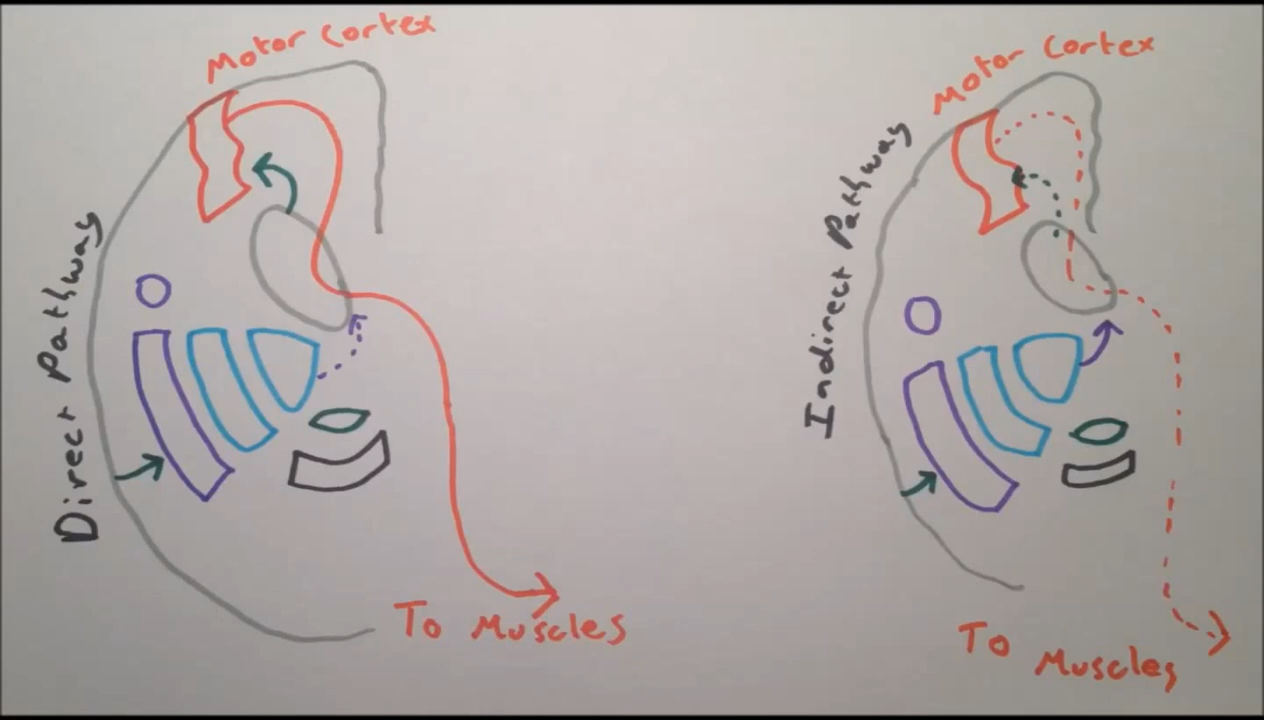 Motor Cortex
Direct Pathway
To Muscles
Motor Cortex
Indirect Pathway
To Muscles